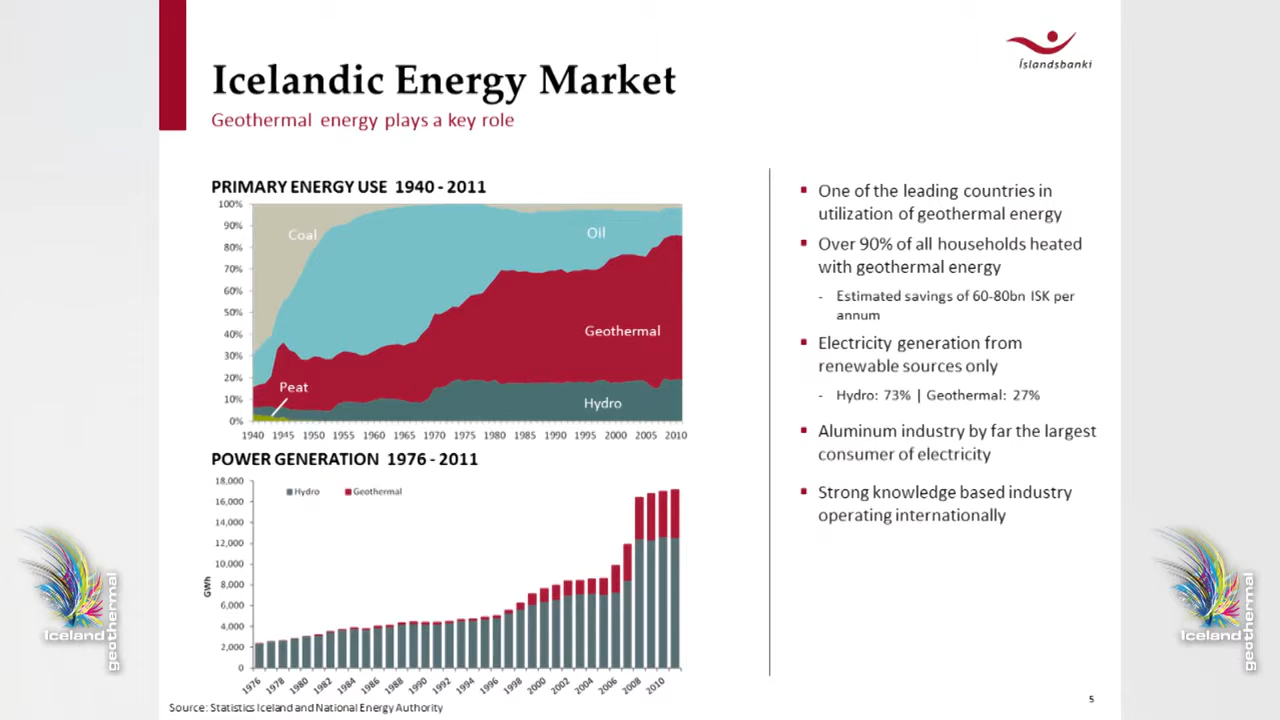 Íslandsbanki
Icelandic Energy Market
Geothermal energy plays a key role
PRIMARY ENERGY USE 1940 - 2011
100%
90%
80%
70%
60%
50%
40%
30%
20%
10%
0%
Coal
Oil
Geothermal
Peat
Hydro
1940 1945 1950 1955 1960 1965 1970 1975 1980 1985 1990 1995 2000 2005 2010
POWER GENERATION 1976 - 2011
18,000
16,000
14,000
12,000
10,000
8,000
6,000
4,000
2,000
0
GWh
Hydro Geothermal
1976 1978 1980 1982 1984 1986 1988 1990 1992 1994 1996 1998 2000 2002 2004 2006 2008 2010
Source: Statistics Iceland and National Energy Authority
▪ One of the leading countries in
utilization of geothermal energy
▪ Over 90% of all households heated
with geothermal energy
- Estimated savings of 60-80bn ISK per
annum
▪ Electricity generation from
renewable sources only
- Hydro: 73% | Geothermal: 27%
▪ Aluminum industry by far the largest
consumer of electricity
▪ Strong knowledge based industry
operating internationally
5
Iceland
geothermal
Iceland
geothermal